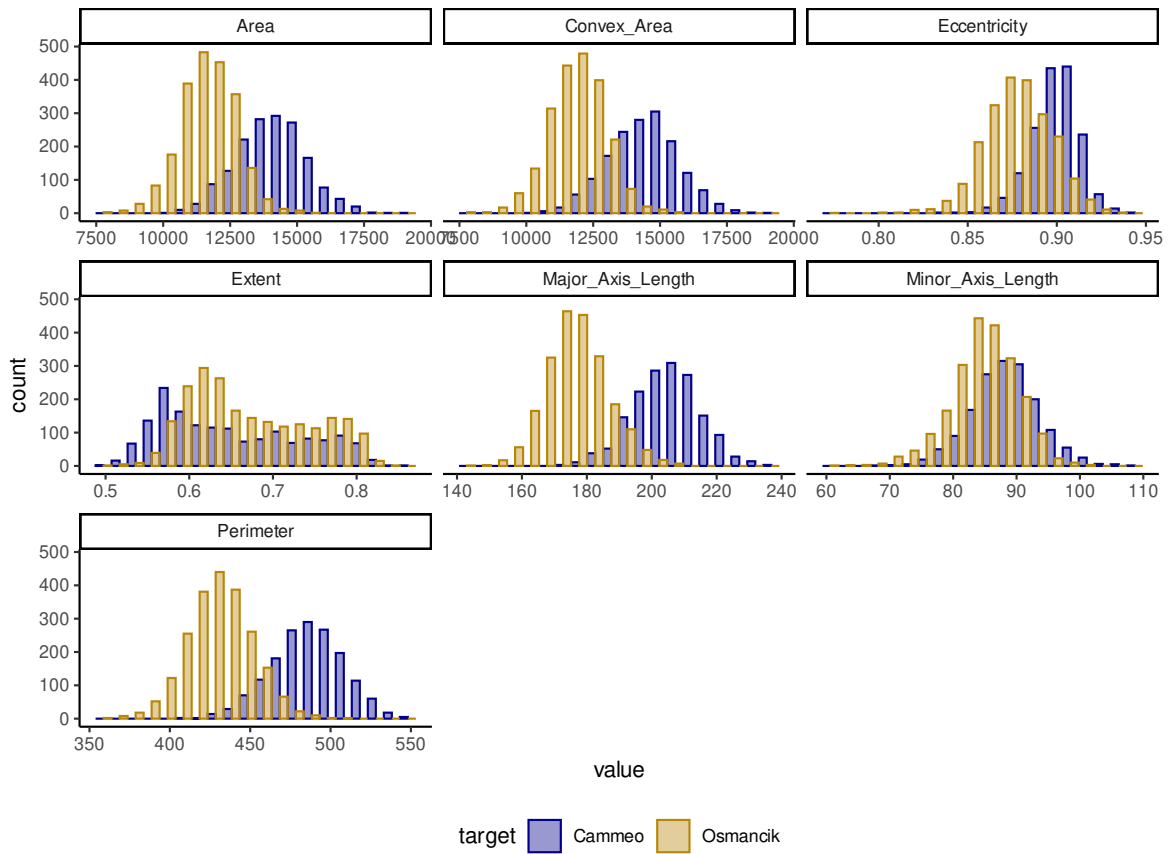 Area Convex_Area Eccentricity
500
400
300
200
100
0
7500 10000 12500 15000 17500 20000 7500 10000 12500 15000 17500 20000 0.80 0.85 0.90 0.95
Extent Major_Axis_Length Minor_Axis_Length
500
400
300
200
100
0
0.5 0.6 0.7 0.8 140 160 180 200 220 240 60 70 80 90 100 110
count
Perimeter
500
400
300
200
100
0
350 400 450 500 550
value
target Cammeo Osmancik